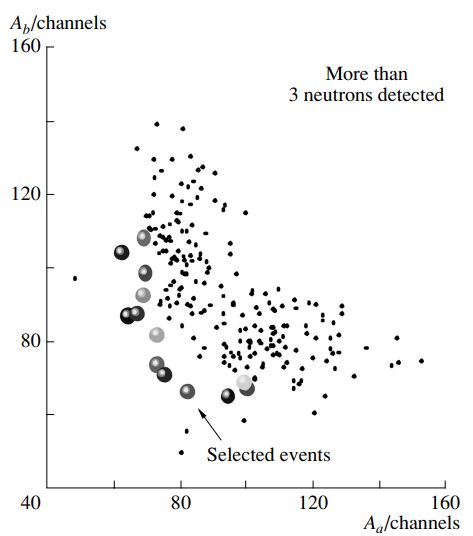 A_b/channels
160
More than
3 neutrons detected
120
80
Selected events
40
80
120
160
A_a/channels